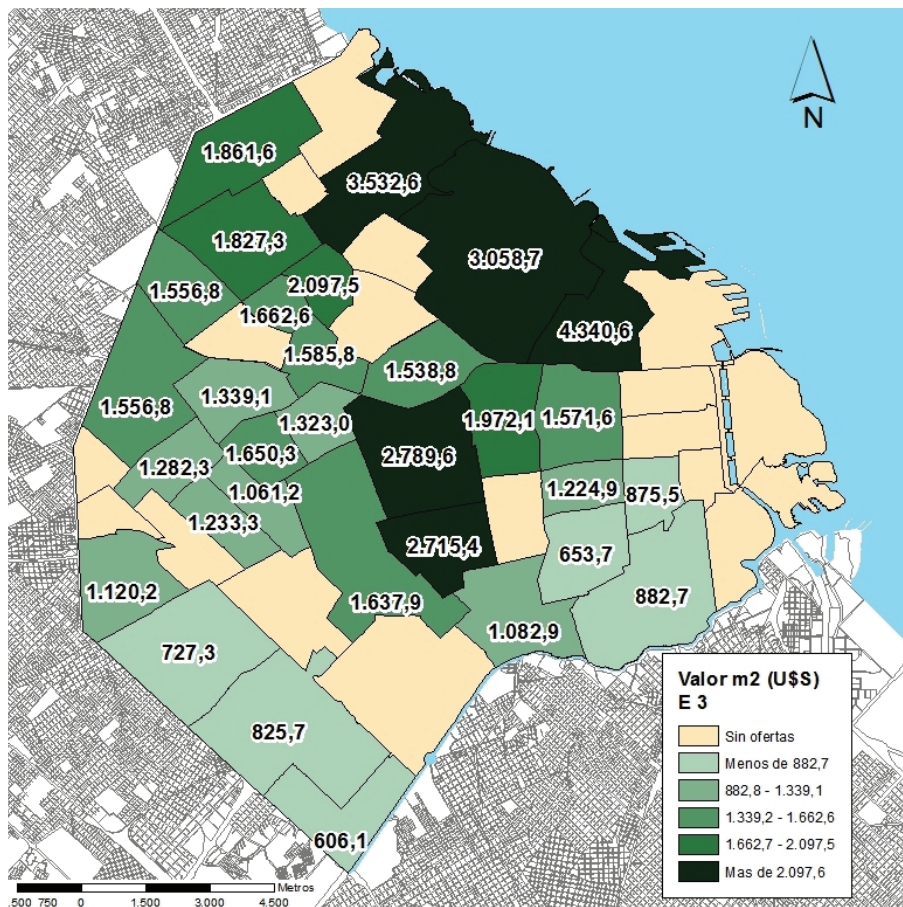 N
1.861,6
3.532,6
1.827,3
3.058,7
2.097,5
1.556,8
1.662,6
4.340,6
1.585,8
1.538,8
1.556,8
1.339,1
1.323,0
1.972,1
1.571,6
2.789,6
1.650,3
1.282,3
1.061,2
1.224,9
875,5
1.233,3
2.715,4
653,7
1.120,2
882,7
1.637,9
1.082,9
727,3
825,7
606,1
Valor m2 (U$S)
E 3
Sin ofertas
Menos de 882,7
882,8 - 1.339,1
1.339,2 - 1.662,6
1.662,7 - 2.097,5
Mas de 2.097,6
Metros
.500 750 0 1.500 3.000 4.500